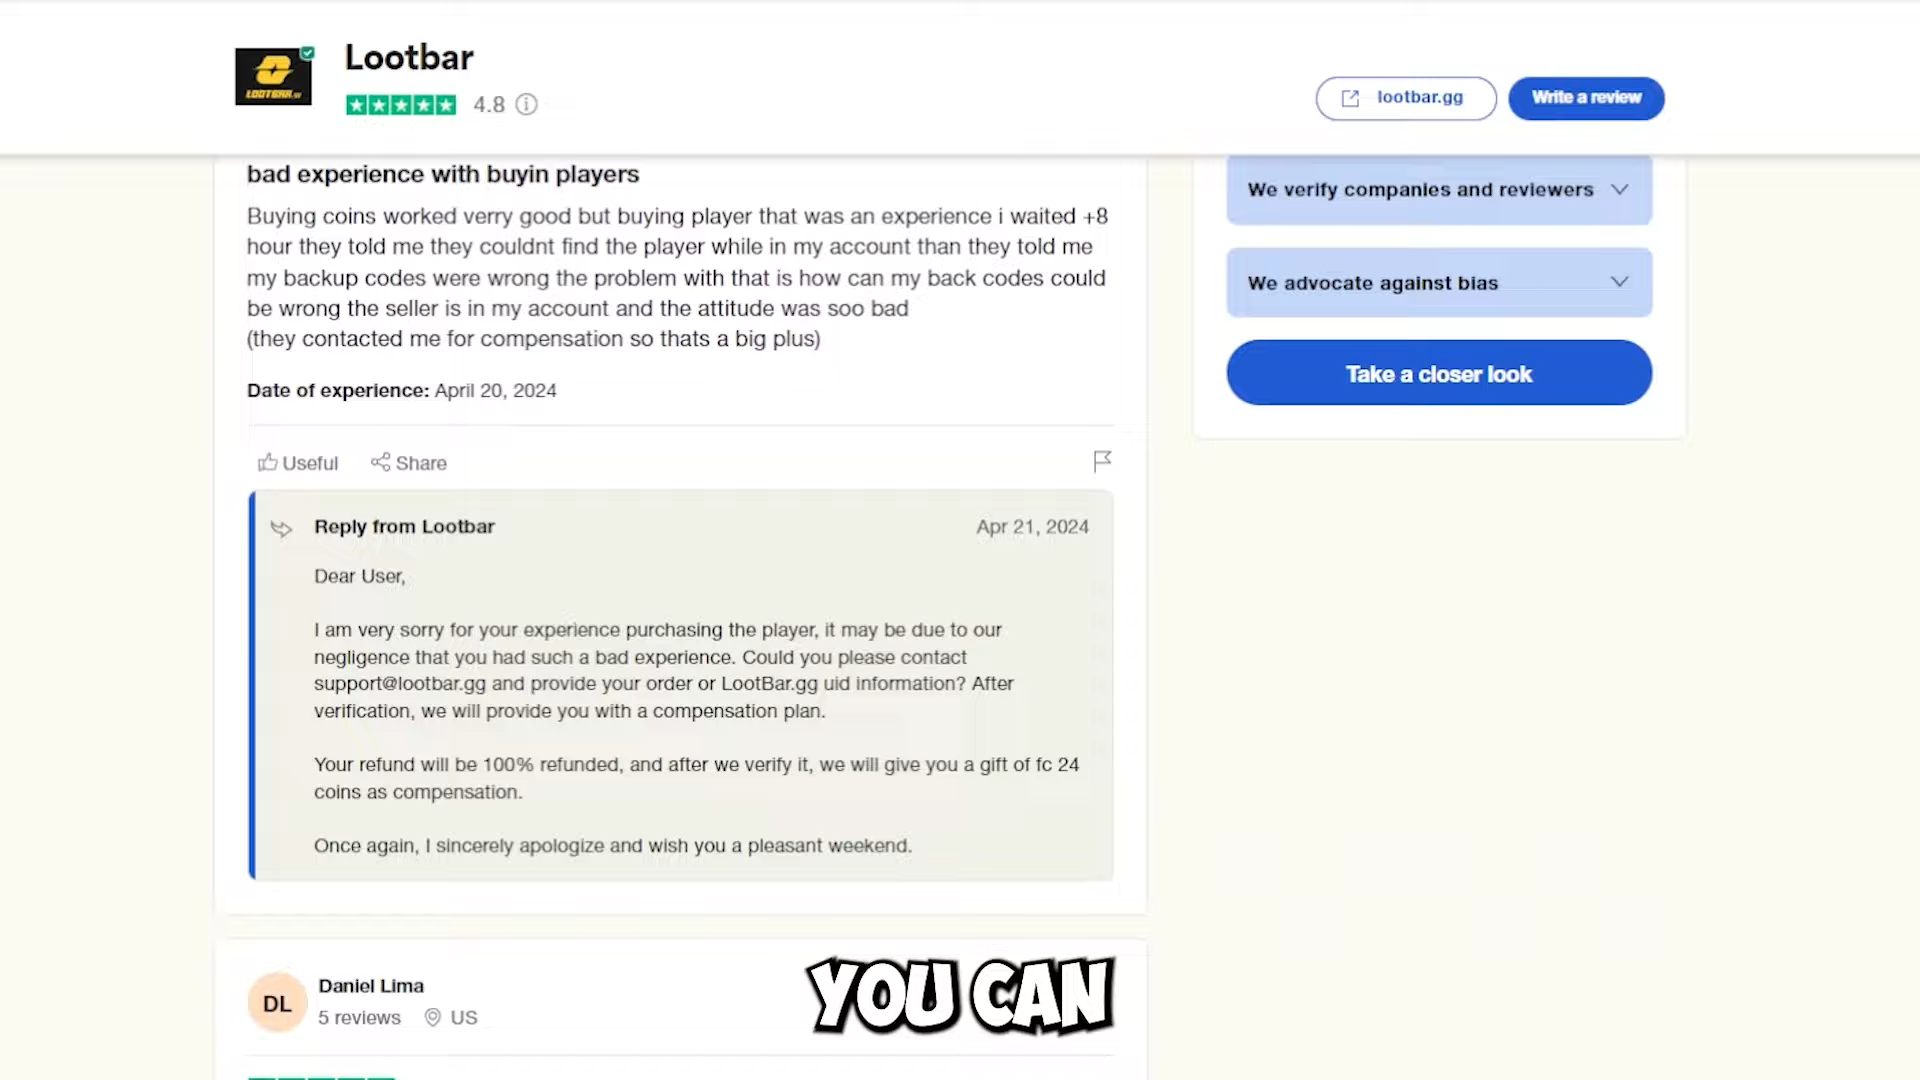 LOOTBAR.GG
Lootbar
4.8
lootbar.gg
Write a review
bad experience with buyin players
Buying coins worked verry good but buying player that was an experience i waited +8
hour they told me they couldnt find the player while in my account than they told me
my backup codes were wrong the problem with that is how can my back codes could
be wrong the seller is in my account and the attitude was soo bad
(they contacted me for compensation so thats a big plus)
Date of experience: April 20, 2024
Useful Share
Reply from Lootbar Apr 21, 2024
Dear User,
I am very sorry for your experience purchasing the player, it may be due to our
negligence that you had such a bad experience. Could you please contact
support@lootbar.gg and provide your order or LootBar.gg uid information? After
verification, we will provide you with a compensation plan.
Your refund will be 100% refunded, and after we verify it, we will give you a gift of fc 24
coins as compensation.
Once again, I sincerely apologize and wish you a pleasant weekend.
DL
Daniel Lima
5 reviews US
YOU CAN
We verify companies and reviewers
We advocate against bias
Take a closer look